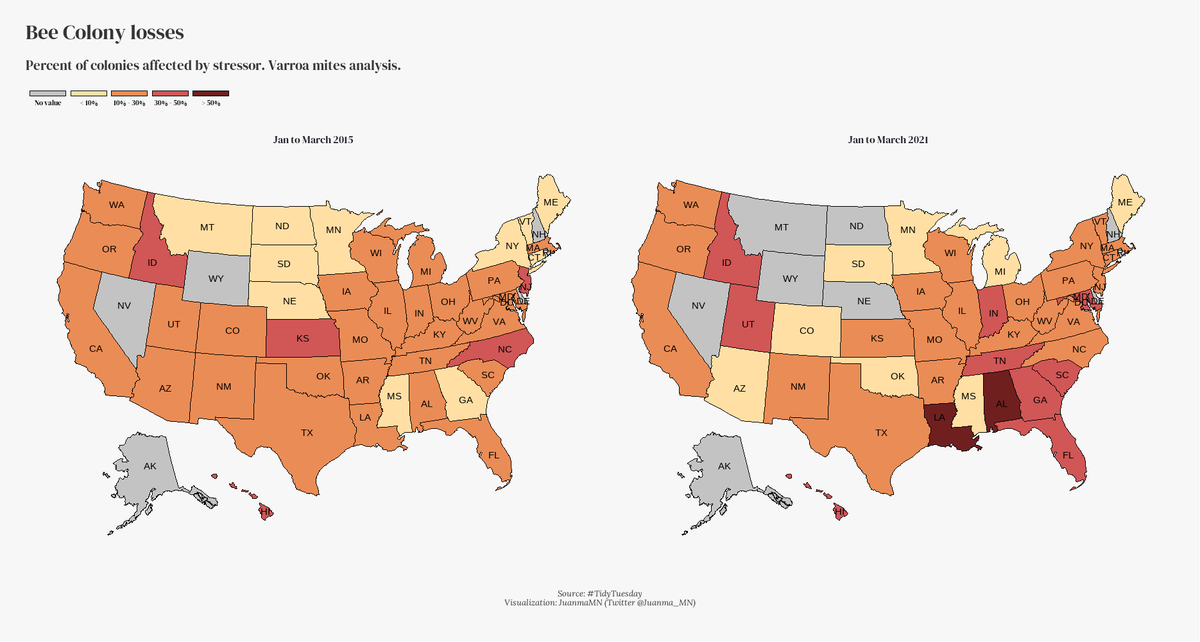 Bee Colony losses
Percent of colonies affected by stressor. Varroa mites analysis.
No value < 10% 10% - 30% 30% - 50% > 50%
Jan to March 2015
WA
MT
ND
MN
ME
VT
NH
OR
ID
WY
SD
WI
MI
NY
MA
CT
RI
NV
UT
CO
NE
IA
IL
IN
OH
PA
NJ
MD
DE
DC
CA
AZ
NM
KS
MO
KY
WV
VA
OK
AR
TN
NC
SC
TX
LA
MS
AL
GA
FL
AK
HI
Jan to March 2021
WA
MT
ND
MN
ME
VT
NH
OR
ID
WY
SD
WI
MI
NY
MA
CT
RI
NV
UT
CO
NE
IA
IL
IN
OH
PA
NJ
MD
DE
DC
CA
AZ
NM
KS
MO
KY
WV
VA
OK
AR
TN
NC
SC
TX
LA
MS
AL
GA
FL
AK
HI
Source: #TidyTuesday
Visualization: JuanmaMN (Twitter @Juanma_MN)